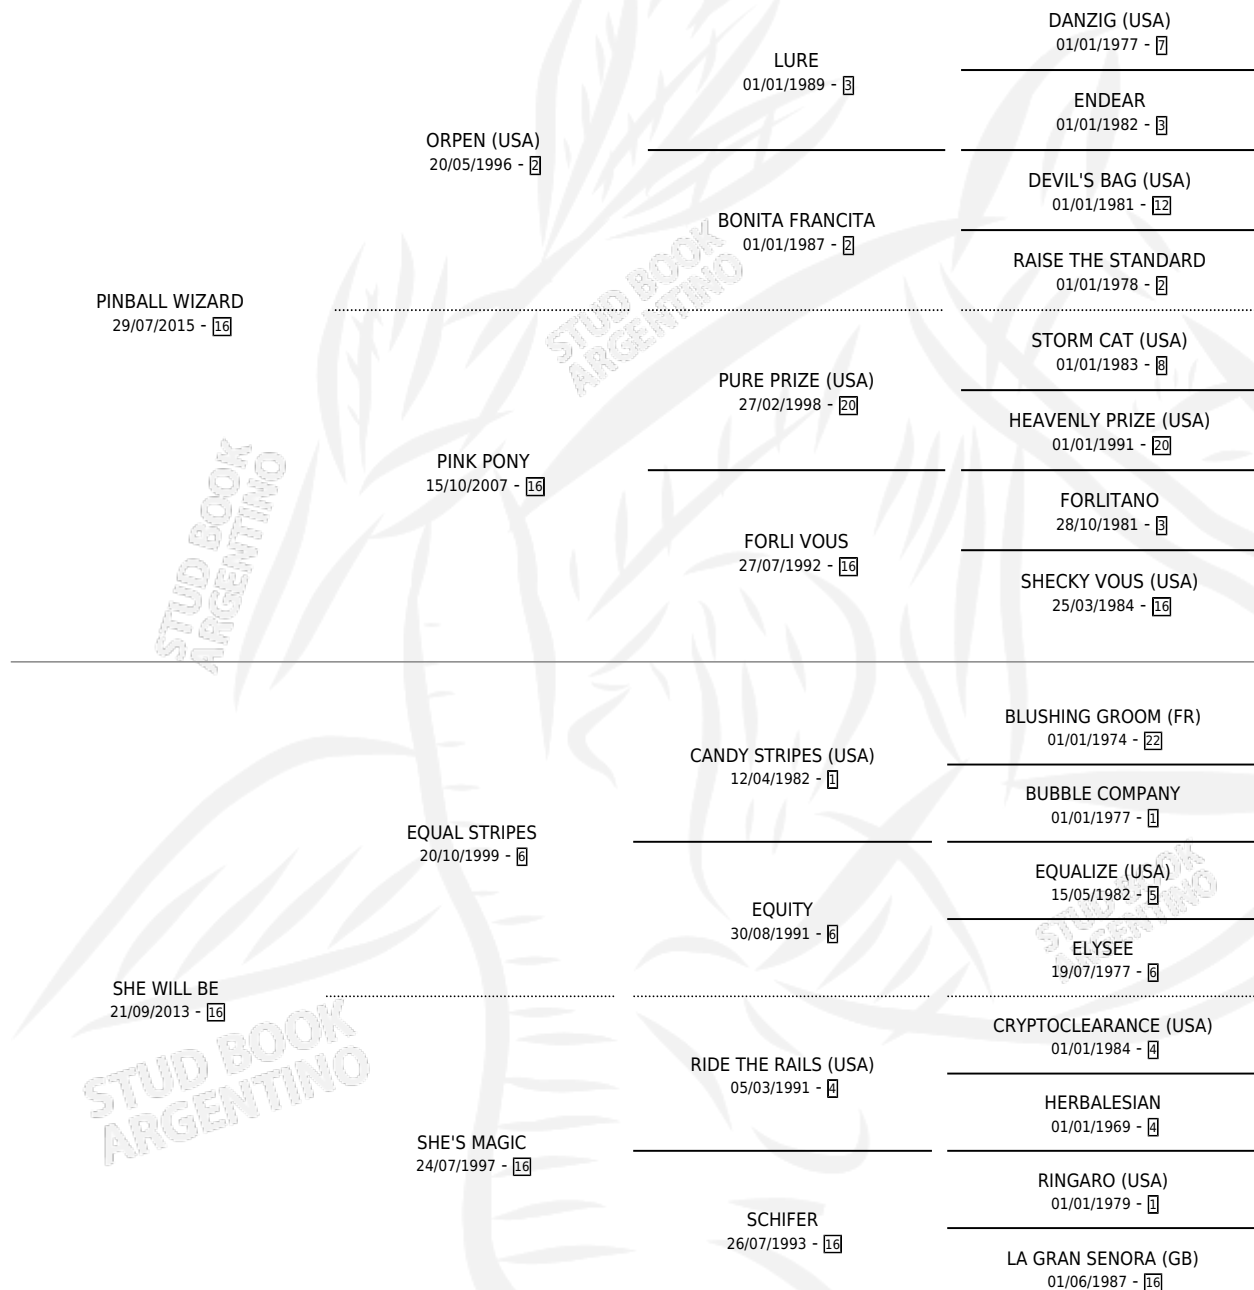 DANZIG (USA)
01/01/1977 - 7
LURE
01/01/1989 - 3
ENDEAR
01/01/1982 - 3
ORPEN (USA)
20/05/1996 - 2
DEVIL'S BAG (USA)
01/01/1981 - 12
BONITA FRANCITA
01/01/1987 - 2
RAISE THE STANDARD
01/01/1978 - 2
PINBALL WIZARD
29/07/2015 - 16
STORM CAT (USA)
01/01/1983 - 8
PURE PRIZE (USA)
27/02/1998 - 20
HEAVENLY PRIZE (USA)
01/01/1991 - 20
PINK PONY
15/10/2007 - 16
FORLITANO
28/10/1981 - 3
FORLI VOUS
27/07/1992 - 16
SHECKY VOUS (USA)
25/03/1984 - 16
BLUSHING GROOM (FR)
01/01/1974 - 22
CANDY STRIPES (USA)
12/04/1982 - 1
BUBBLE COMPANY
01/01/1977 - 1
EQUAL STRIPES
20/10/1999 - 6
EQUALIZE (USA)
15/05/1982 - 5
EQUITY
30/08/1991 - 6
ELYSEE
19/07/1977 - 6
SHE WILL BE
21/09/2013 - 16
CRYPTOCLEARANCE (USA)
01/01/1984 - 4
RIDE THE RAILS (USA)
05/03/1991 - 4
HERBALESIAN
01/01/1969 - 4
SHE'S MAGIC
24/07/1997 - 16
RINGARO (USA)
01/01/1979 - 1
SCHIFER
26/07/1993 - 16
LA GRAN SENORA (GB)
01/06/1987 - 16
STUD BOOK
ARGENTINO
STUD BOOK
ARGENTINO
STUD BOOK
ARGENTINO
STUD BOOK
ARGENTINO